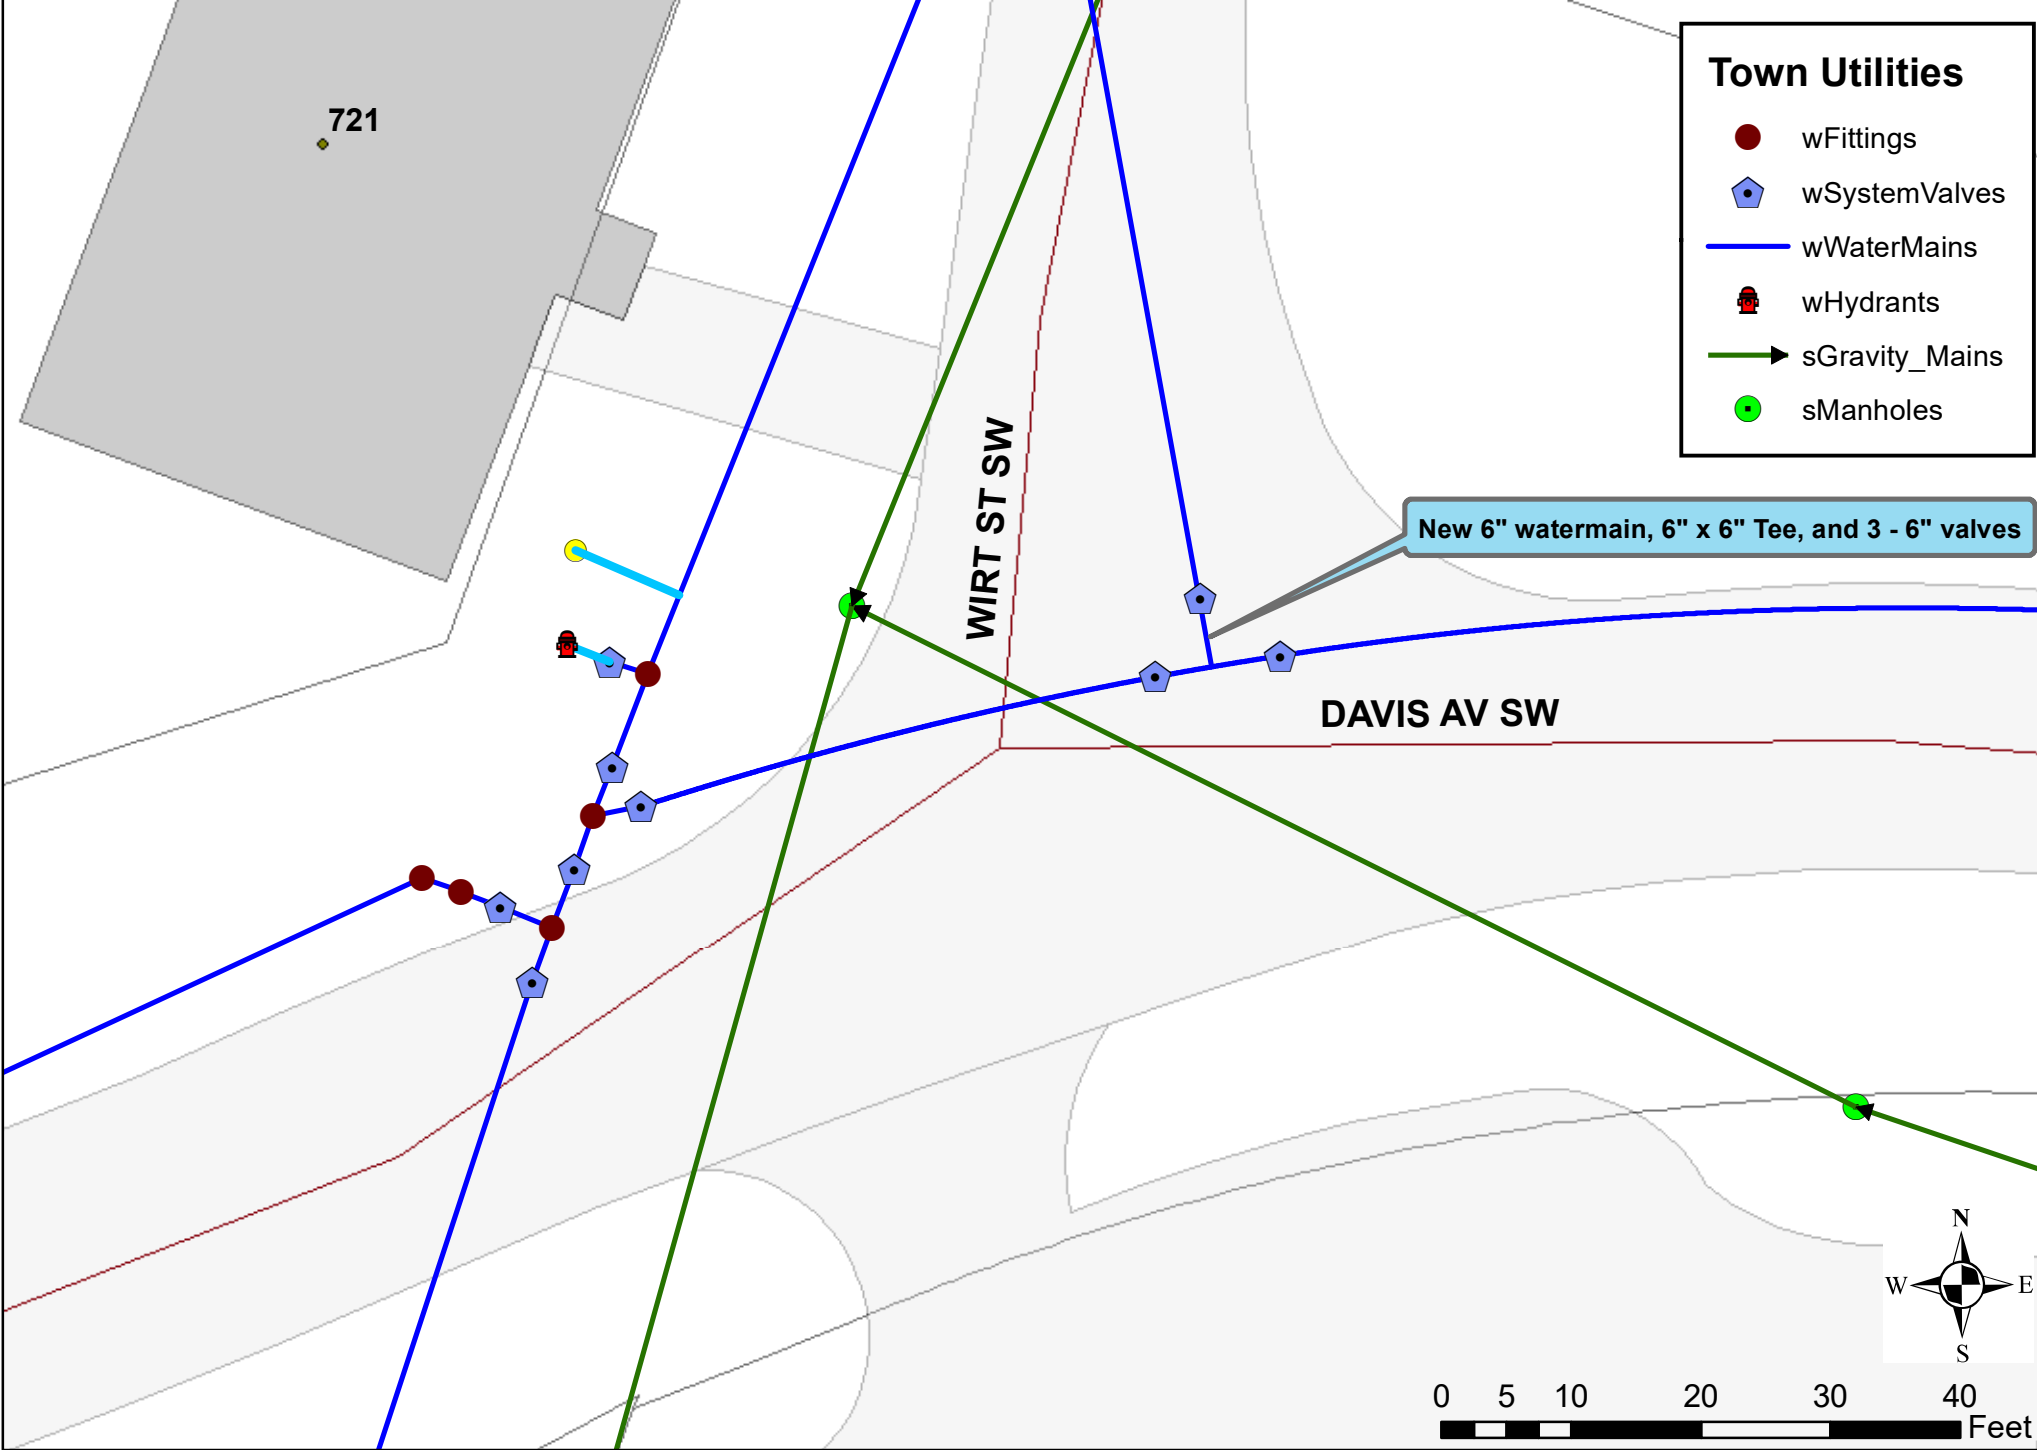 721
Town Utilities
wFittings
wSystemValves
wWaterMains
wHydrants
sGravity_Mains
sManholes
WIRT ST SW
New 6" watermain, 6" x 6" Tee, and 3 - 6" valves
DAVIS AV SW
N
W E
S
0 5 10 20 30 40
Feet